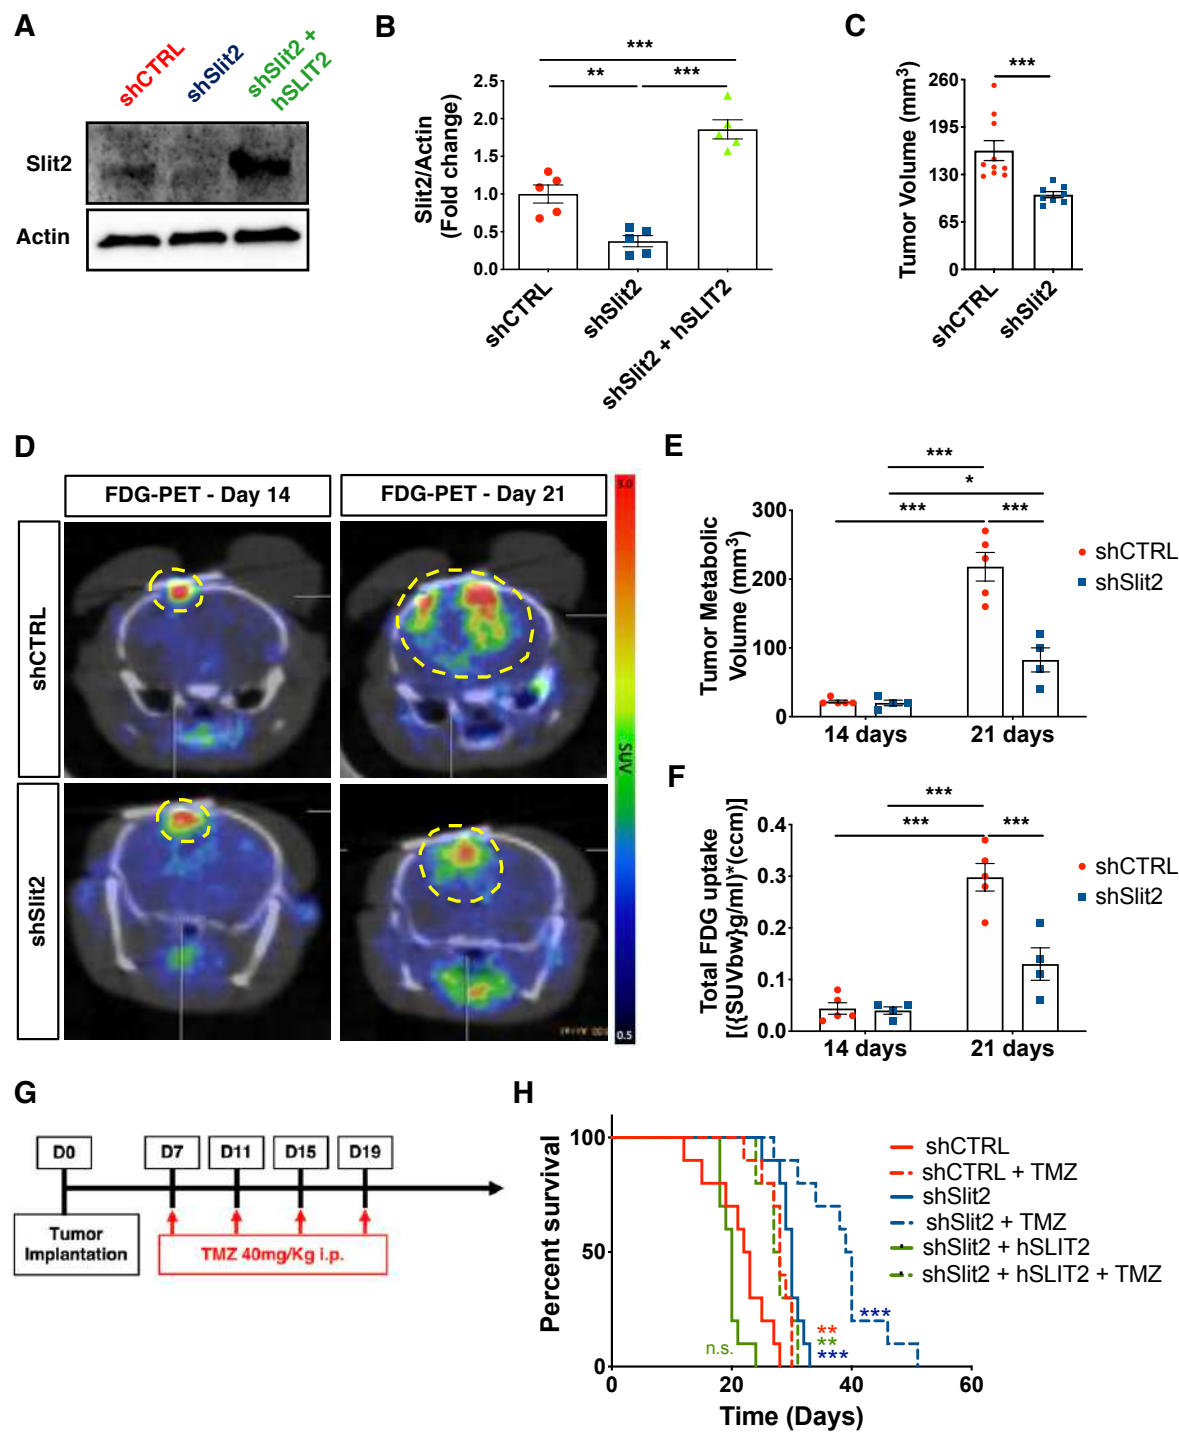 A
shCTRL
shSlit2
shSlit2 +
hSLIT2
Slit2
Actin
B
***
**
***
Slit2/Actin
(Fold change)
2.5
2.0
1.5
1.0
0.5
0.0
shCTRL
shSlit2
shSlit2 + hSLIT2
C
***
Tumor Volume (mm³)
260
195
130
65
0
shCTRL
shSlit2
D
FDG-PET - Day 14
FDG-PET - Day 21
shCTRL
shSlit2
3.0
SUV
0.5
E
***
*
***
***
Tumor Metabolic
Volume (mm³)
300
200
100
0
14 days
21 days
shCTRL
shSlit2
F
***
***
***
Total FDG uptake
[({SUVbw}g/ml)*(ccm)]
0.4
0.3
0.2
0.1
0.0
14 days
21 days
shCTRL
shSlit2
G
D0
D7
D11
D15
D19
Tumor
Implantation
TMZ 40mg/Kg i.p.
H
Percent survival
100
50
0
0
20
40
60
Time (Days)
n.s.
**
**
***
***
shCTRL
shCTRL + TMZ
shSlit2
shSlit2 + TMZ
shSlit2 + hSLIT2
shSlit2 + hSLIT2 + TMZ